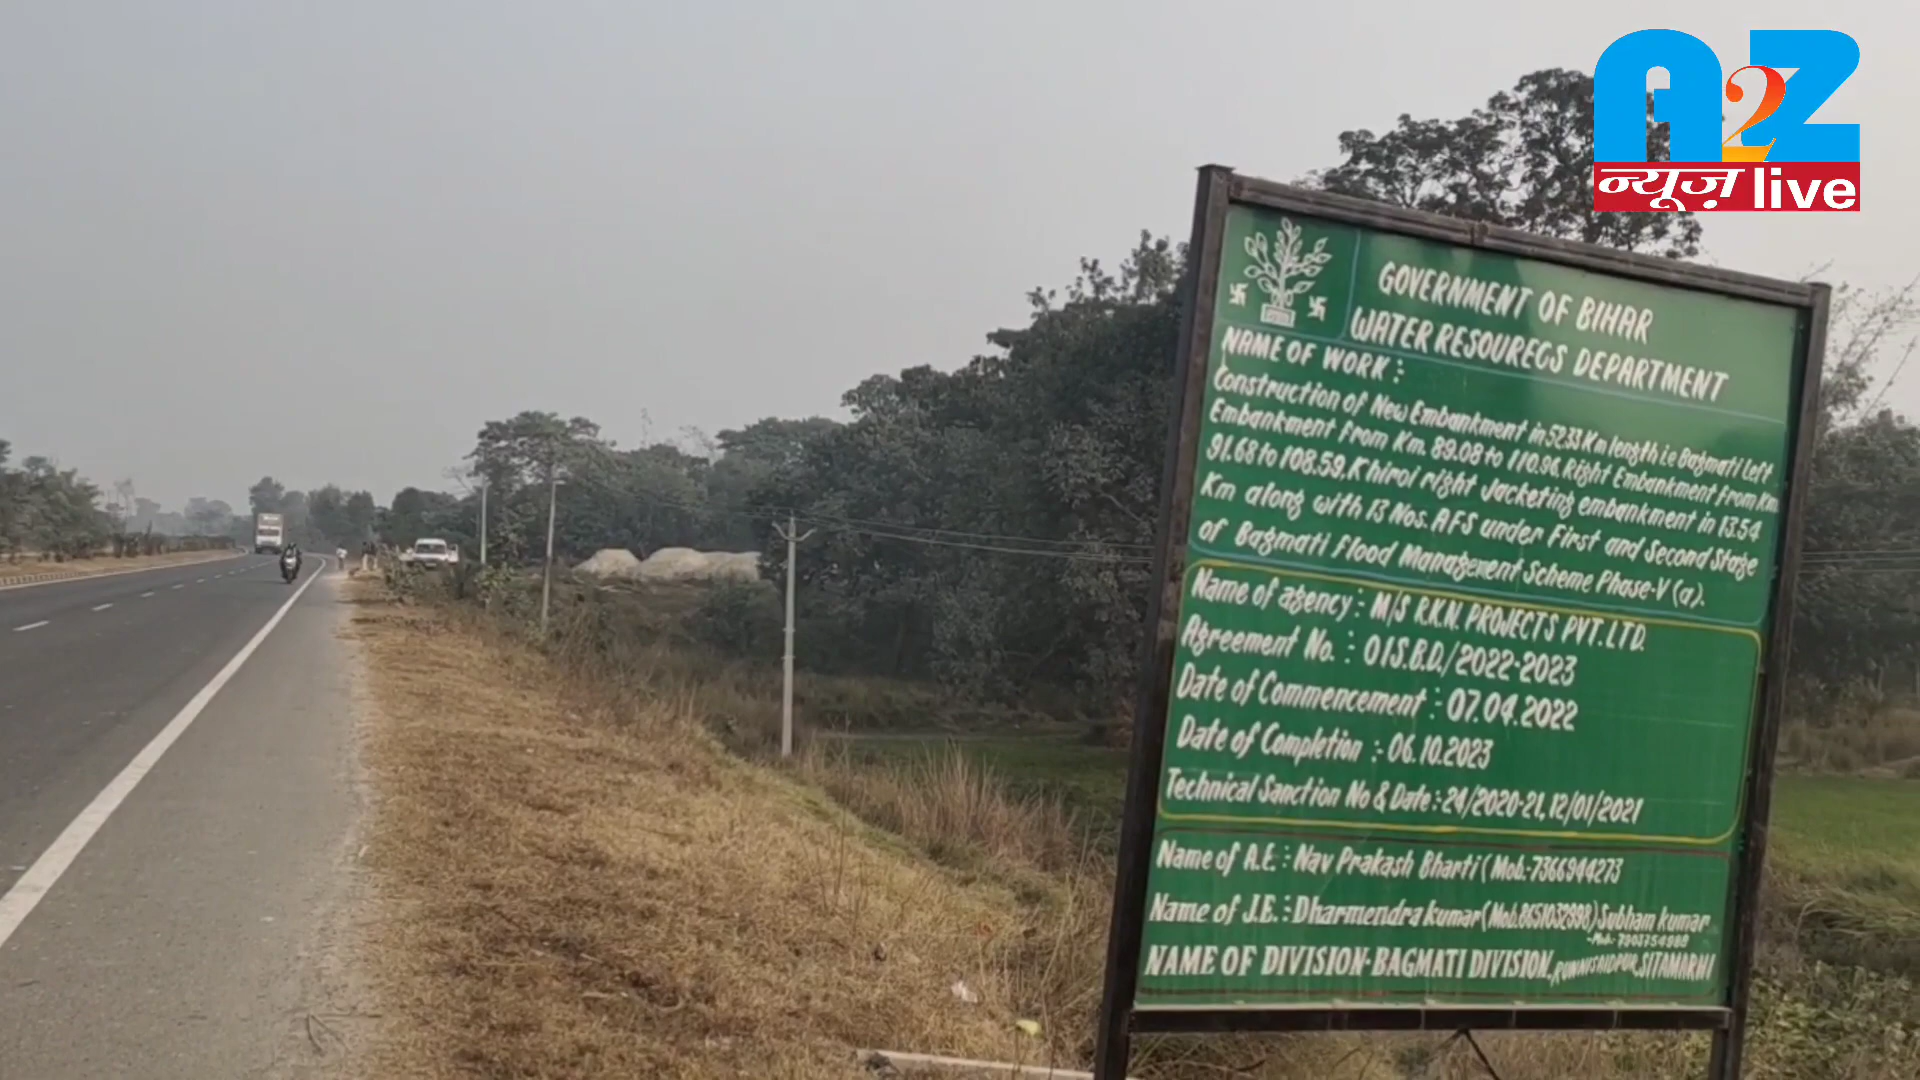 A2Z
न्यूज़ live
GOVERNMENT OF BIHAR
WATER RESOUREGS DEPARTMENT
NAME OF WORK :-
Construction of New Embankment in 52.33 Km length i.e Bagmati Left
Embankment from Km. 89.08 to 110.96, Right Embankment from Km
91.68 to 108.59, Khiroi right Jacketing embankment in 13.54
Km along with 13 Nos. AFS under First and Second Stage
of Bagmati Flood Management Scheme Phase-V (a).
Name of agency :- M/S R.K.N. PROJECTS PVT. LTD.
Agreement No. :- 01S.B.D./2022-2023
Date of Commencement :- 07.04.2022
Date of Completion :- 06.10.2023
Technical Sanction No & Date :- 24/2020-21, 12/01/2021
Name of A.E. :- Nav Prakash Bharti (Mob.-7366944273
Name of J.E. :- Dharmendra kumar (Mob. 8651032898) Subham kumar
-Mob:-
NAME OF DIVISION-BAGMATI DIVISION, RUNNISAIDPUR, SITAMARHI